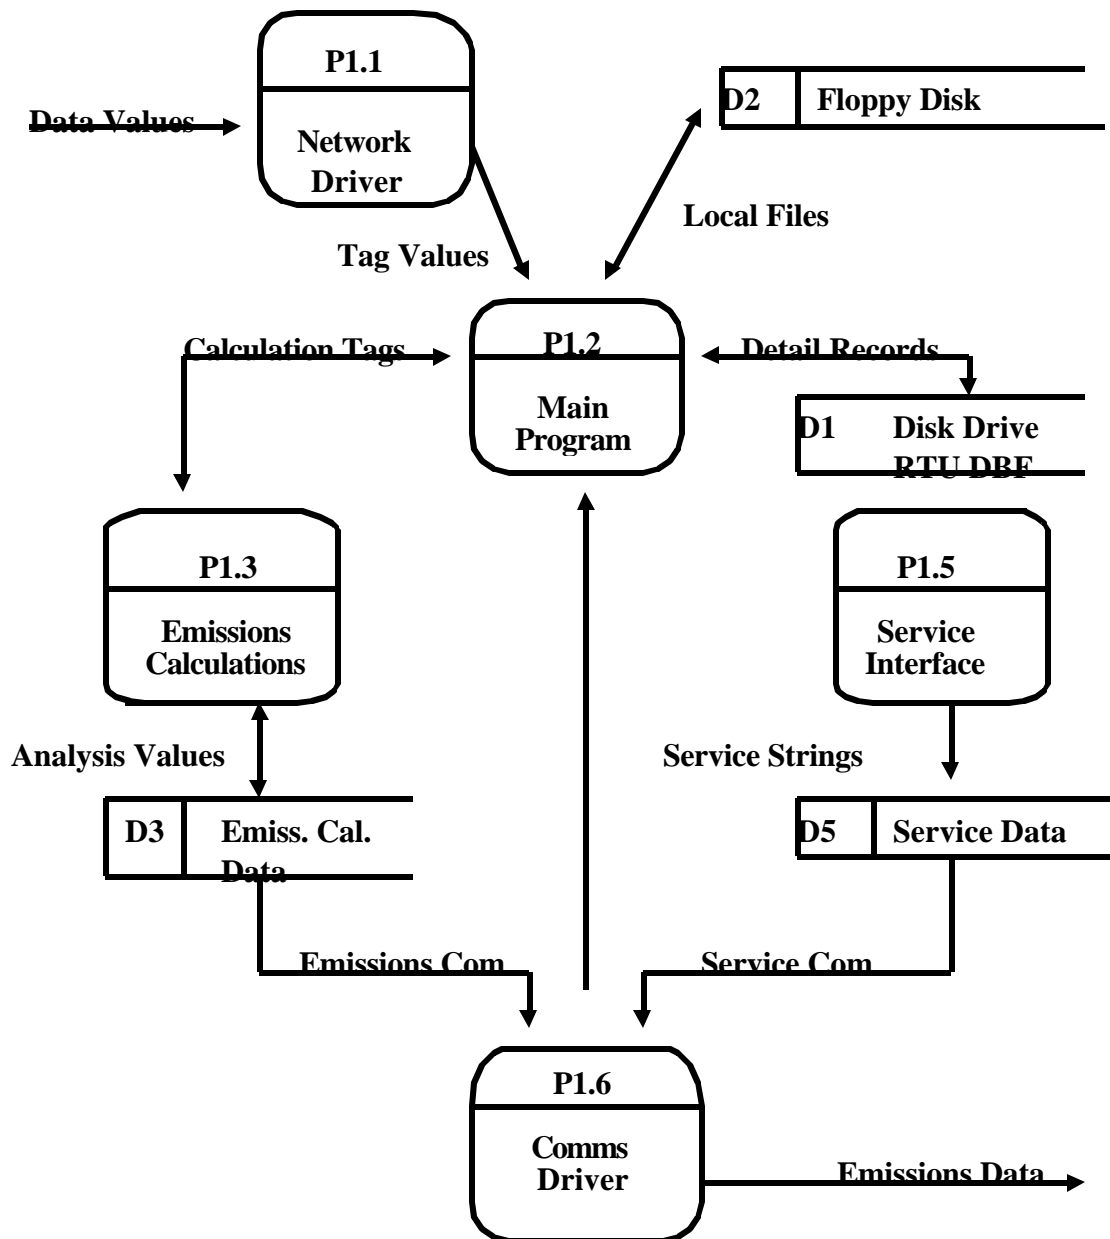 P1.1
Data Values
Network
Driver
D2 Floppy Disk
Local Files
Tag Values
Calculation Tags
P1.2
Detail Records
Main
Program
D1 Disk Drive
RTU DBF
P1.3
Emissions
Calculations
P1.5
Service
Interface
Analysis Values
Service Strings
D3 Emiss. Cal.
Data
D5 Service Data
Emissions Com
Service Com
P1.6
Comms
Driver
Emissions Data